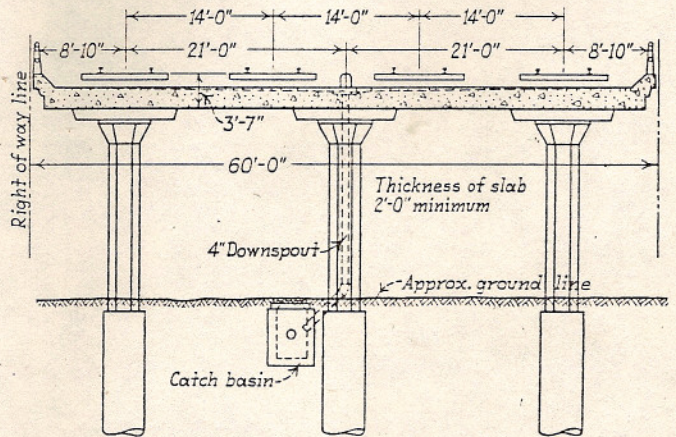 14'-0"
14'-0"
14'-0"
8'-10"
21'-0"
21'-0"
8'-10"
3'-7"
Right of way line
60'-0"
Thickness of slab
2'-0" minimum
4" Downspout
Approx. ground line
Catch basin